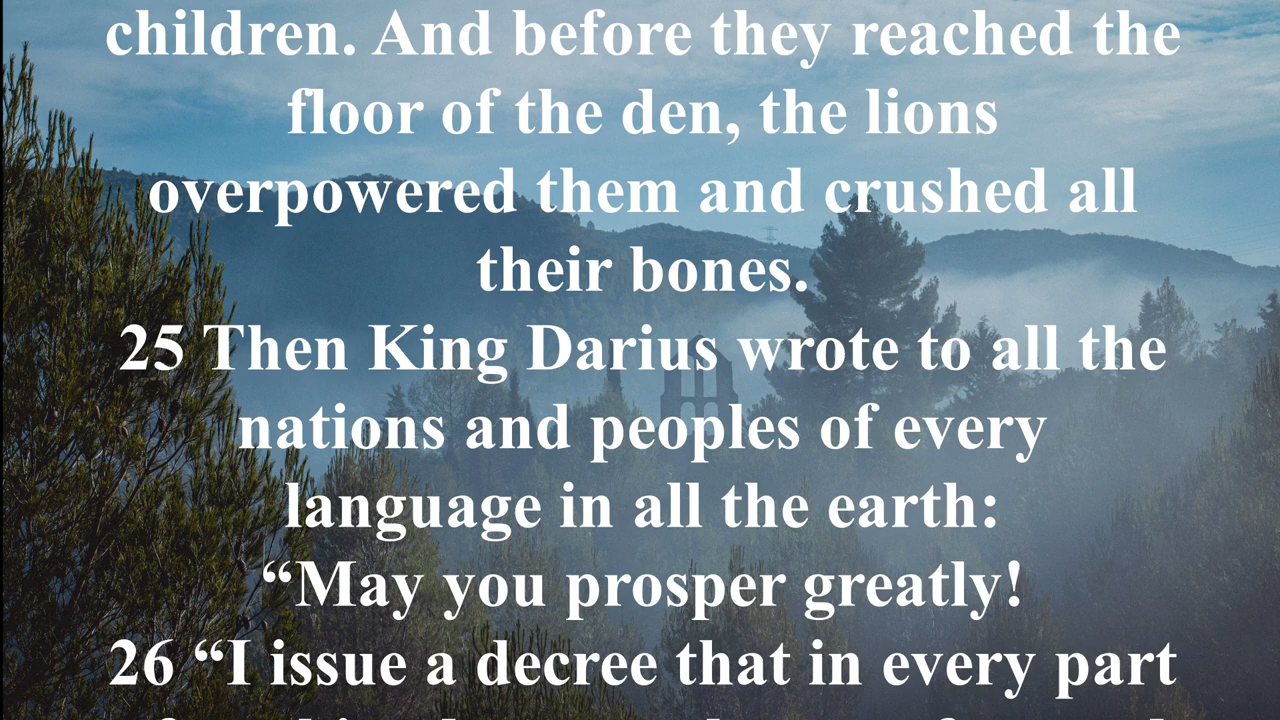 children. And before they reached the
floor of the den, the lions
overpowered them and crushed all
their bones.
25 Then King Darius wrote to all the
nations and peoples of every
language in all the earth:
“May you prosper greatly!
26 “I issue a decree that in every part